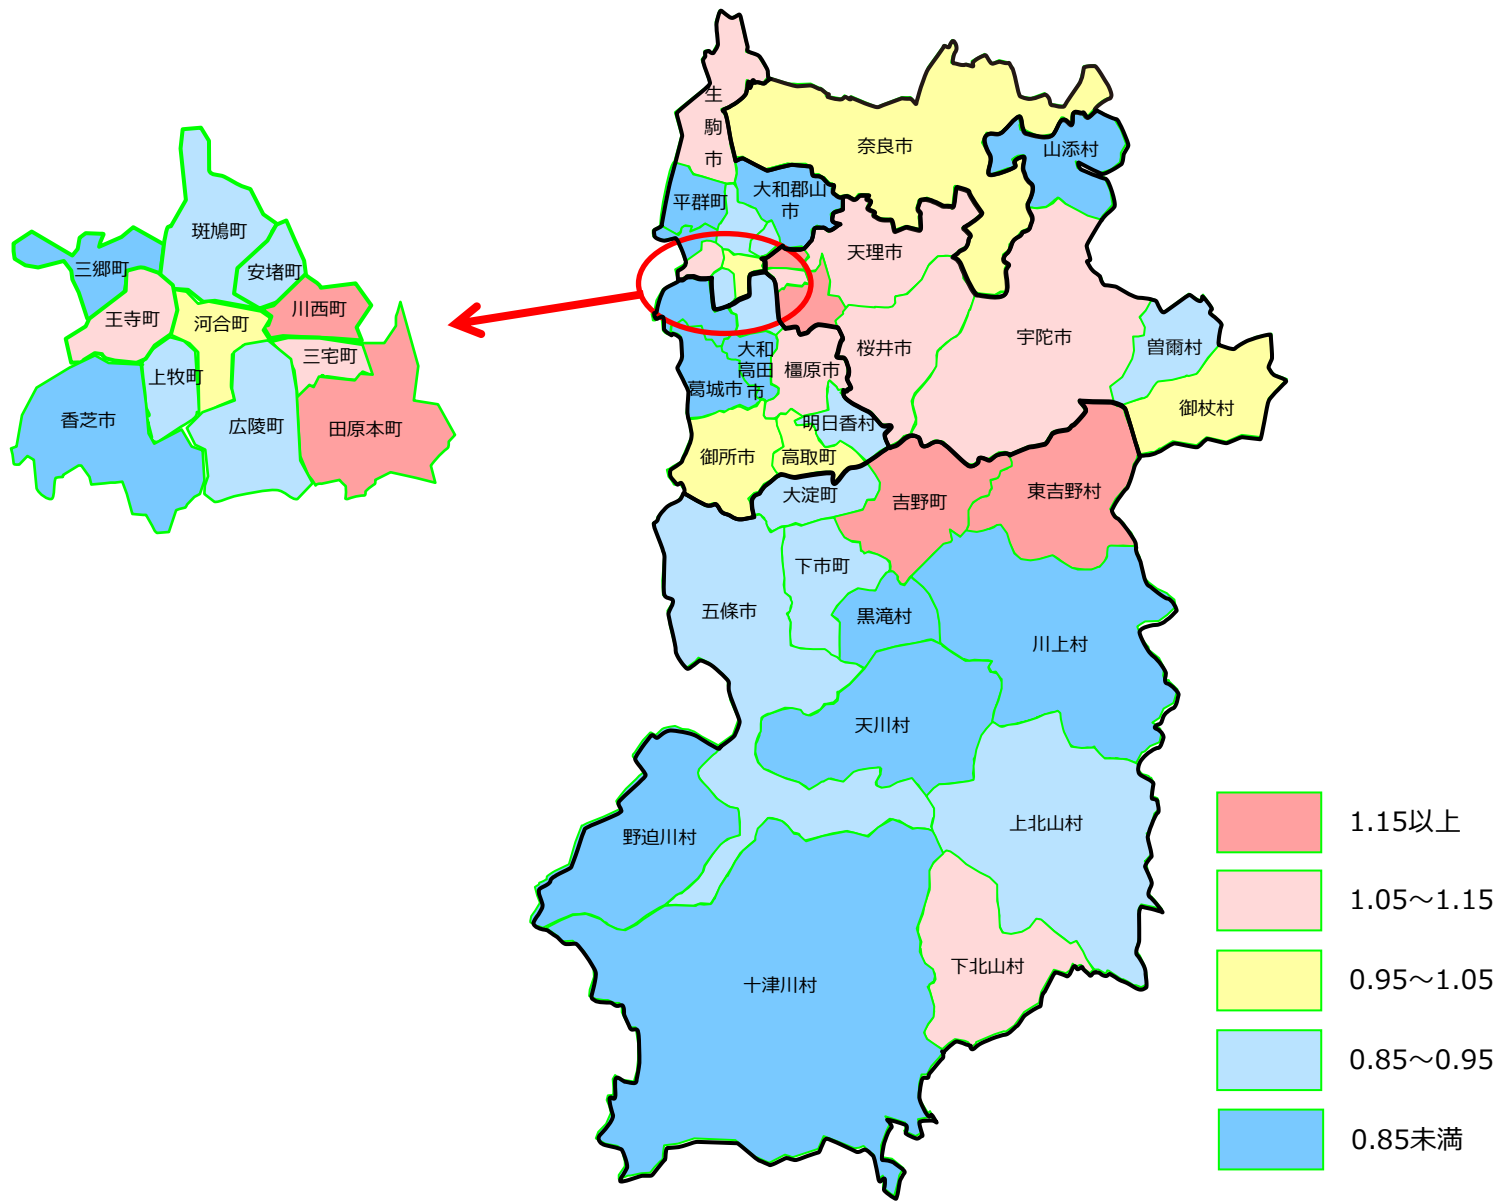 生
駒
市
奈良市
山添村
平群町
大和郡山
市
天理市
斑鳩町
安堵町
三郷町
川西町
王寺町
河合町
三宅町
上牧町
香芝市
広陵町
田原本町
宇陀市
曽爾村
桜井市
大和
高田
市
橿原市
葛城市
御杖村
明日香村
御所市
高取町
大淀町
吉野町
東吉野村
下市町
五條市
黒滝村
川上村
天川村
上北山村
野迫川村
下北山村
十津川村
1.15以上
1.05～1.15
0.95～1.05
0.85～0.95
0.85未満